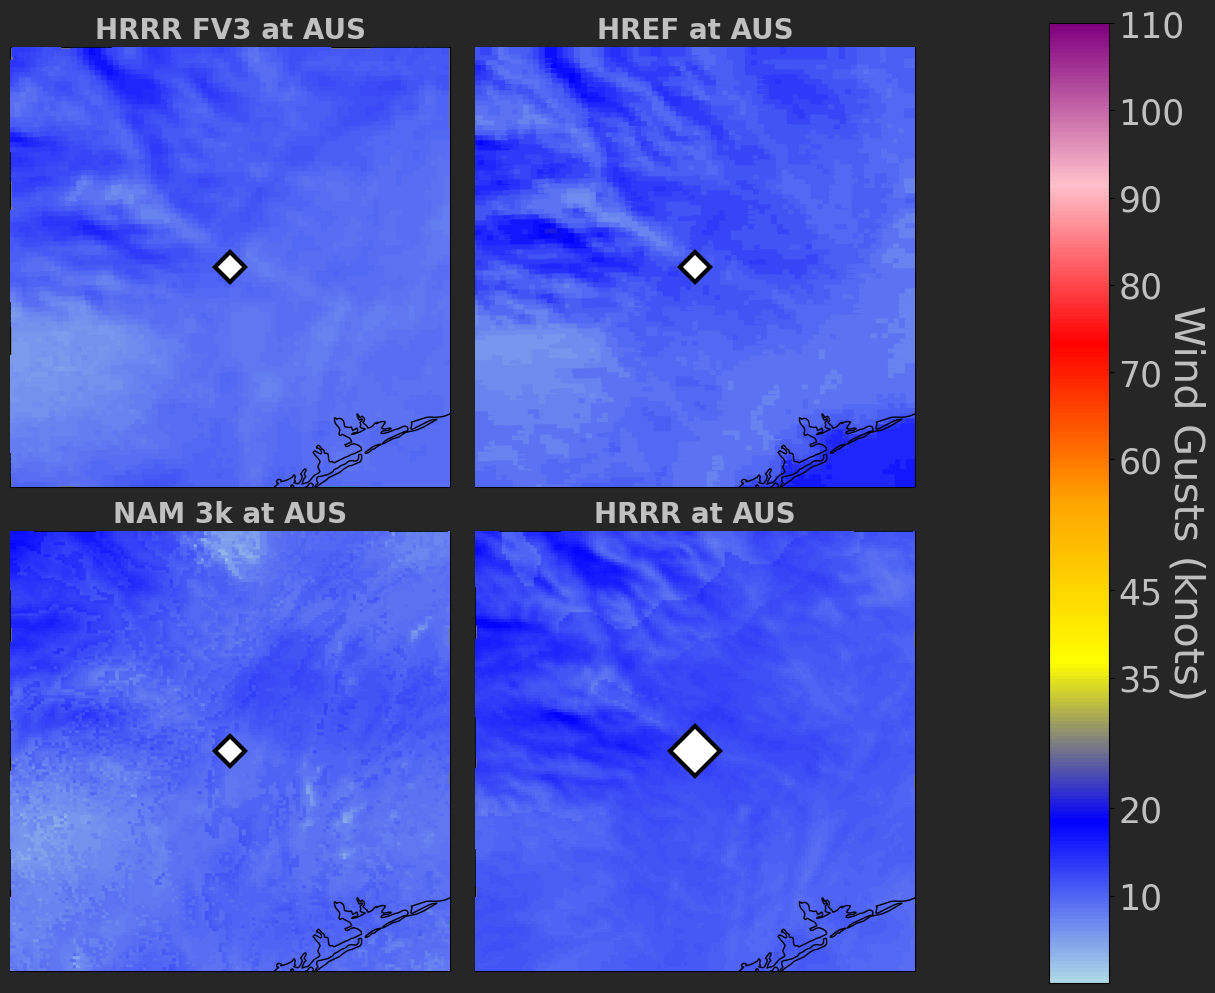 HRRR FV3 at AUS
HREF at AUS
NAM 3k at AUS
HRRR at AUS
110
100
90
80
70
60
45
35
20
10
Wind Gusts (knots)